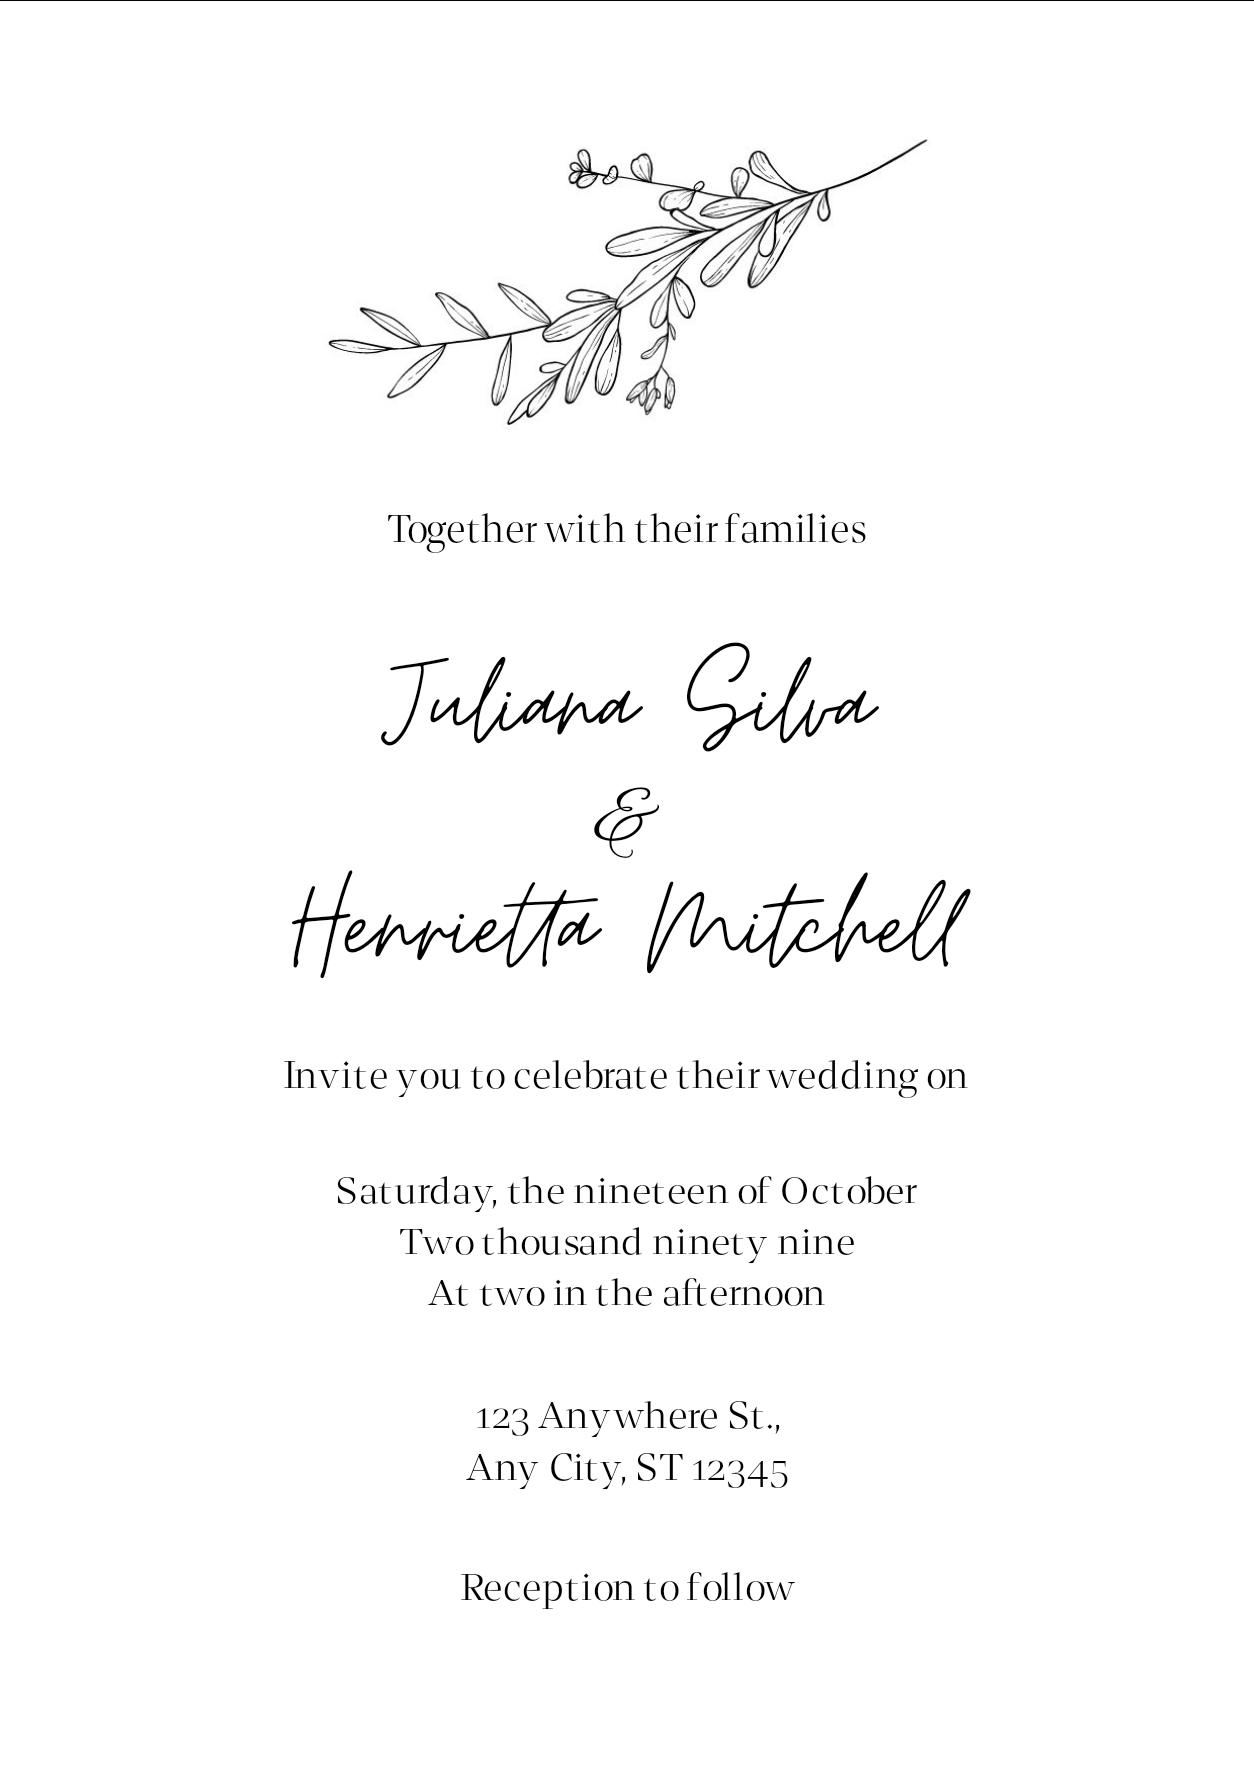 Together with their families
Juliana Silva
&
Henrietta Mitchell
Invite you to celebrate their wedding on
Saturday, the nineteen of October
Two thousand ninety nine
At two in the afternoon
123 Anywhere St.,
Any City, ST 12345
Reception to follow